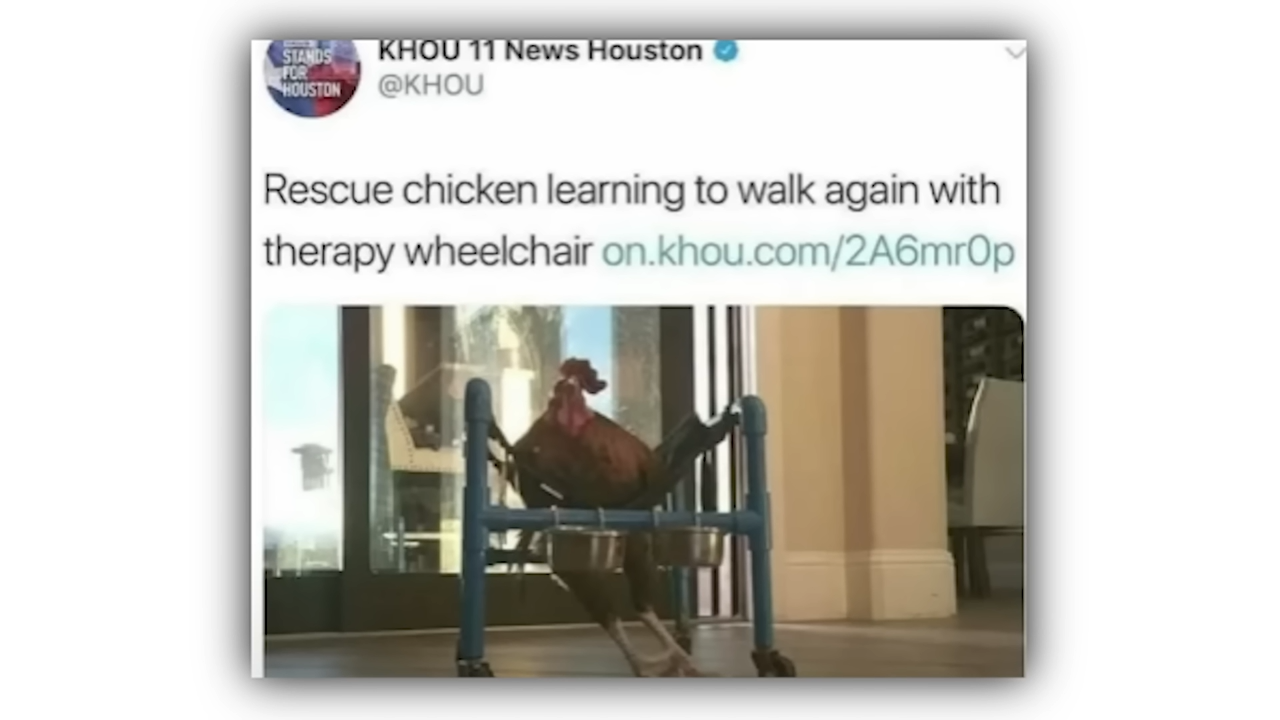 STANDS
FOR
HOUSTON
KHOU 11 News Houston
@KHOU
Rescue chicken learning to walk again with
therapy wheelchair on.khou.com/2A6mr0p